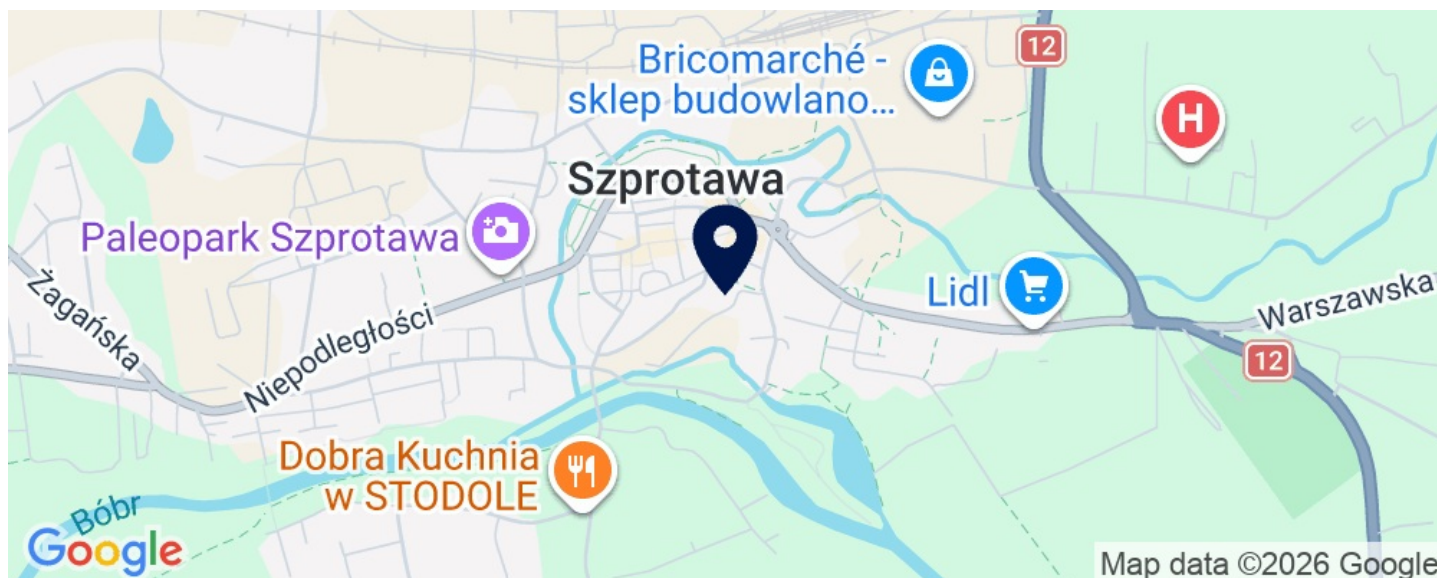 Bricomarché -
sklep budowlano...
12
H
Szprotawa
Paleopark Szprotawa
Lidl
Żagańska
Niepodległości
Warszawska
12
Dobra Kuchnia
w STODOLE
Bóbr
Google
Map data ©2026 Google